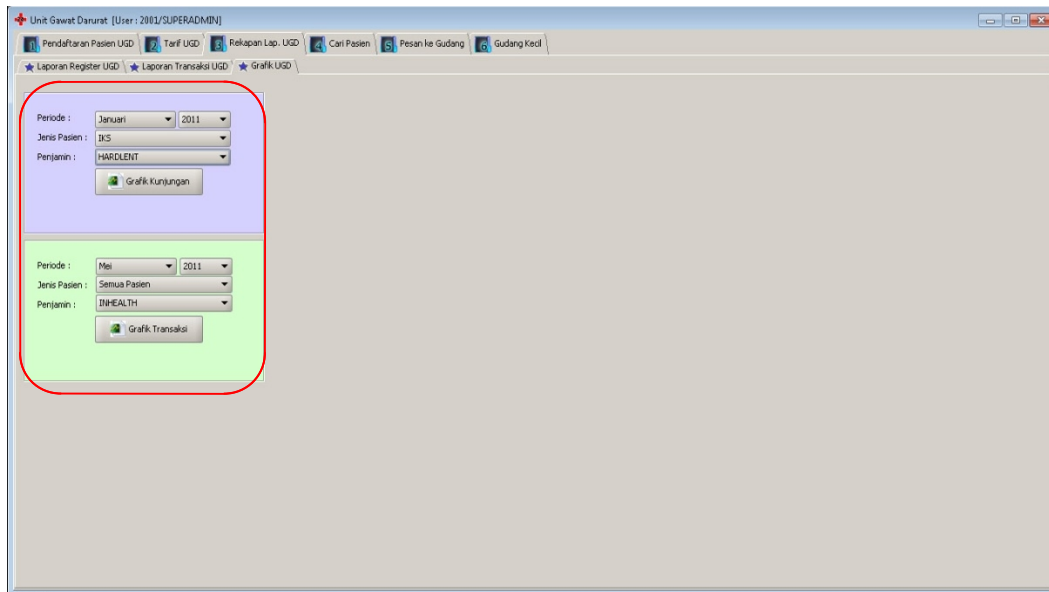 Unit Gawat Darurat [User : 2001/SUPERADMIN]
1 Pendaftaran Pasien UGD 2 Tarif UGD 3 Rekapan Lap. UGD 4 Cari Pasien 5 Pesan ke Gudang 6 Gudang Kecil
Laporan Register UGD Laporan Transaksi UGD Grafik UGD
Periode : Januari 2011
Jenis Pasien : IKS
Penjamin : HARDLENT
Grafik Kunjungan
Periode : Mei 2011
Jenis Pasien : Semua Pasien
Penjamin : INHEALTH
Grafik Transaksi